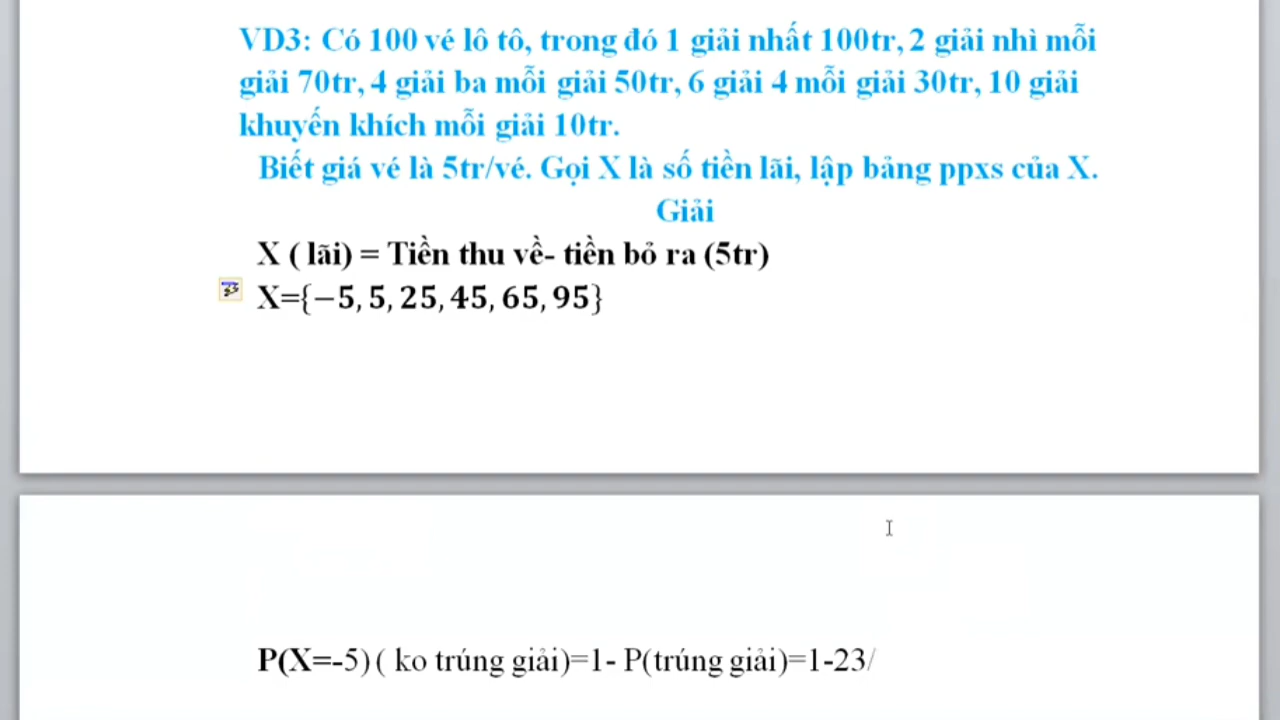 VD3: Có 100 vé lô tô, trong đó 1 giải nhất 100tr, 2 giải nhì mỗi
giải 70tr, 4 giải ba mỗi giải 50tr, 6 giải 4 mỗi giải 30tr, 10 giải
khuyến khích mỗi giải 10tr.
Biết giá vé là 5tr/vé. Gọi X là số tiền lãi, lập bảng ppxs của X.
Giải
X ( lãi) = Tiền thu về- tiền bỏ ra (5tr)
X={−5, 5, 25, 45, 65, 95}
P(X=-5) ( ko trúng giải)=1- P(trúng giải)=1-23/